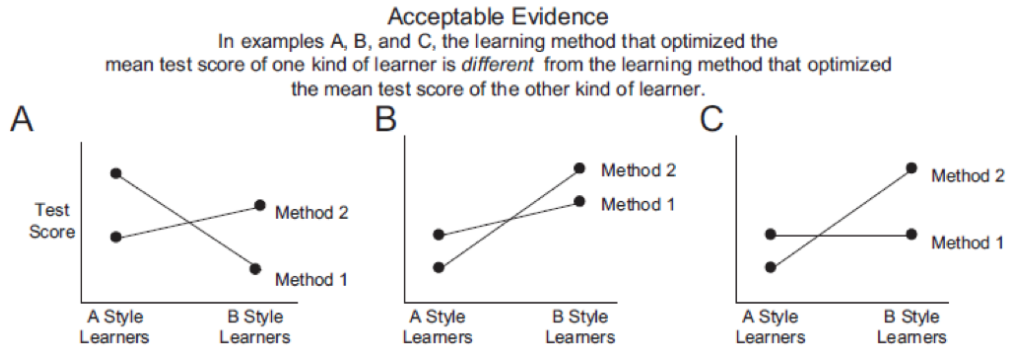 Acceptable Evidence
In examples A, B, and C, the learning method that optimized the
mean test score of one kind of learner is different from the learning method that optimized
the mean test score of the other kind of learner.
A
Test
Score
Method 2
Method 1
A Style
Learners
B Style
Learners
B
Method 2
Method 1
A Style
Learners
B Style
Learners
C
Method 2
Method 1
A Style
Learners
B Style
Learners